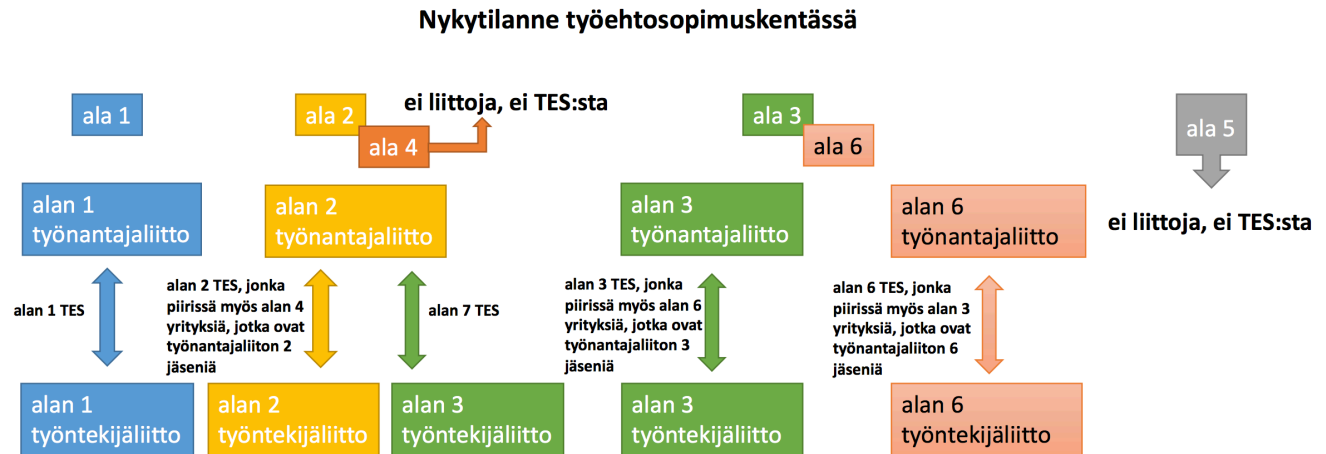 Nykytilanne työehtosopimuskentässä
ala 1
ala 2
ala 4
ei liittoja, ei TES:sta
ala 3
ala 6
ala 5
ei liittoja, ei TES:sta
alan 1
työnantajaliitto
alan 2
työnantajaliitto
alan 3
työnantajaliitto
alan 6
työnantajaliitto
alan 1 TES
alan 2 TES, jonka
piirissä myös alan 4
yrityksiä, jotka ovat
työnantajaliiton 2
jäseniä
alan 7 TES
alan 3 TES, jonka
piirissä myös alan 6
yrityksiä, jotka ovat
työnantajaliiton 3
jäseniä
alan 6 TES, jonka
piirissä myös alan 3
yrityksiä, jotka ovat
työnantajaliiton 6
jäseniä
alan 1
työntekijäliitto
alan 2
työntekijäliitto
alan 3
työntekijäliitto
alan 3
työntekijäliitto
alan 6
työntekijäliitto